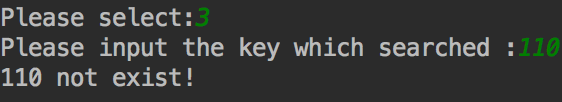 Please select:3
Please input the key which searched :110
110 not exist!